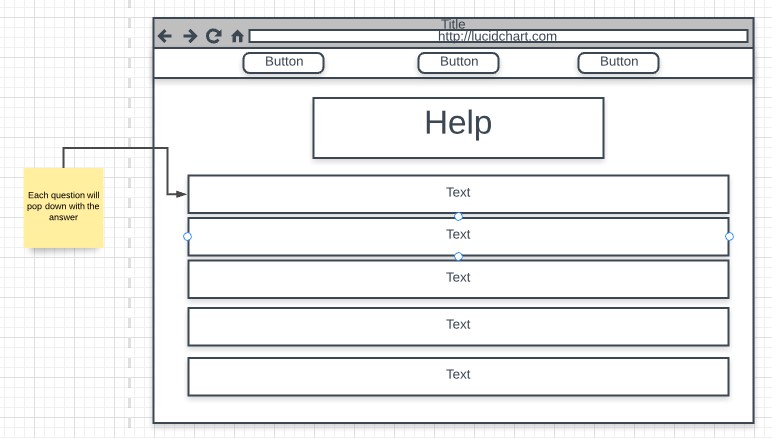 Title
http://lucidchart.com
Button
Button
Button
Help
Each question will
pop down with the
answer
Text
Text
Text
Text
Text